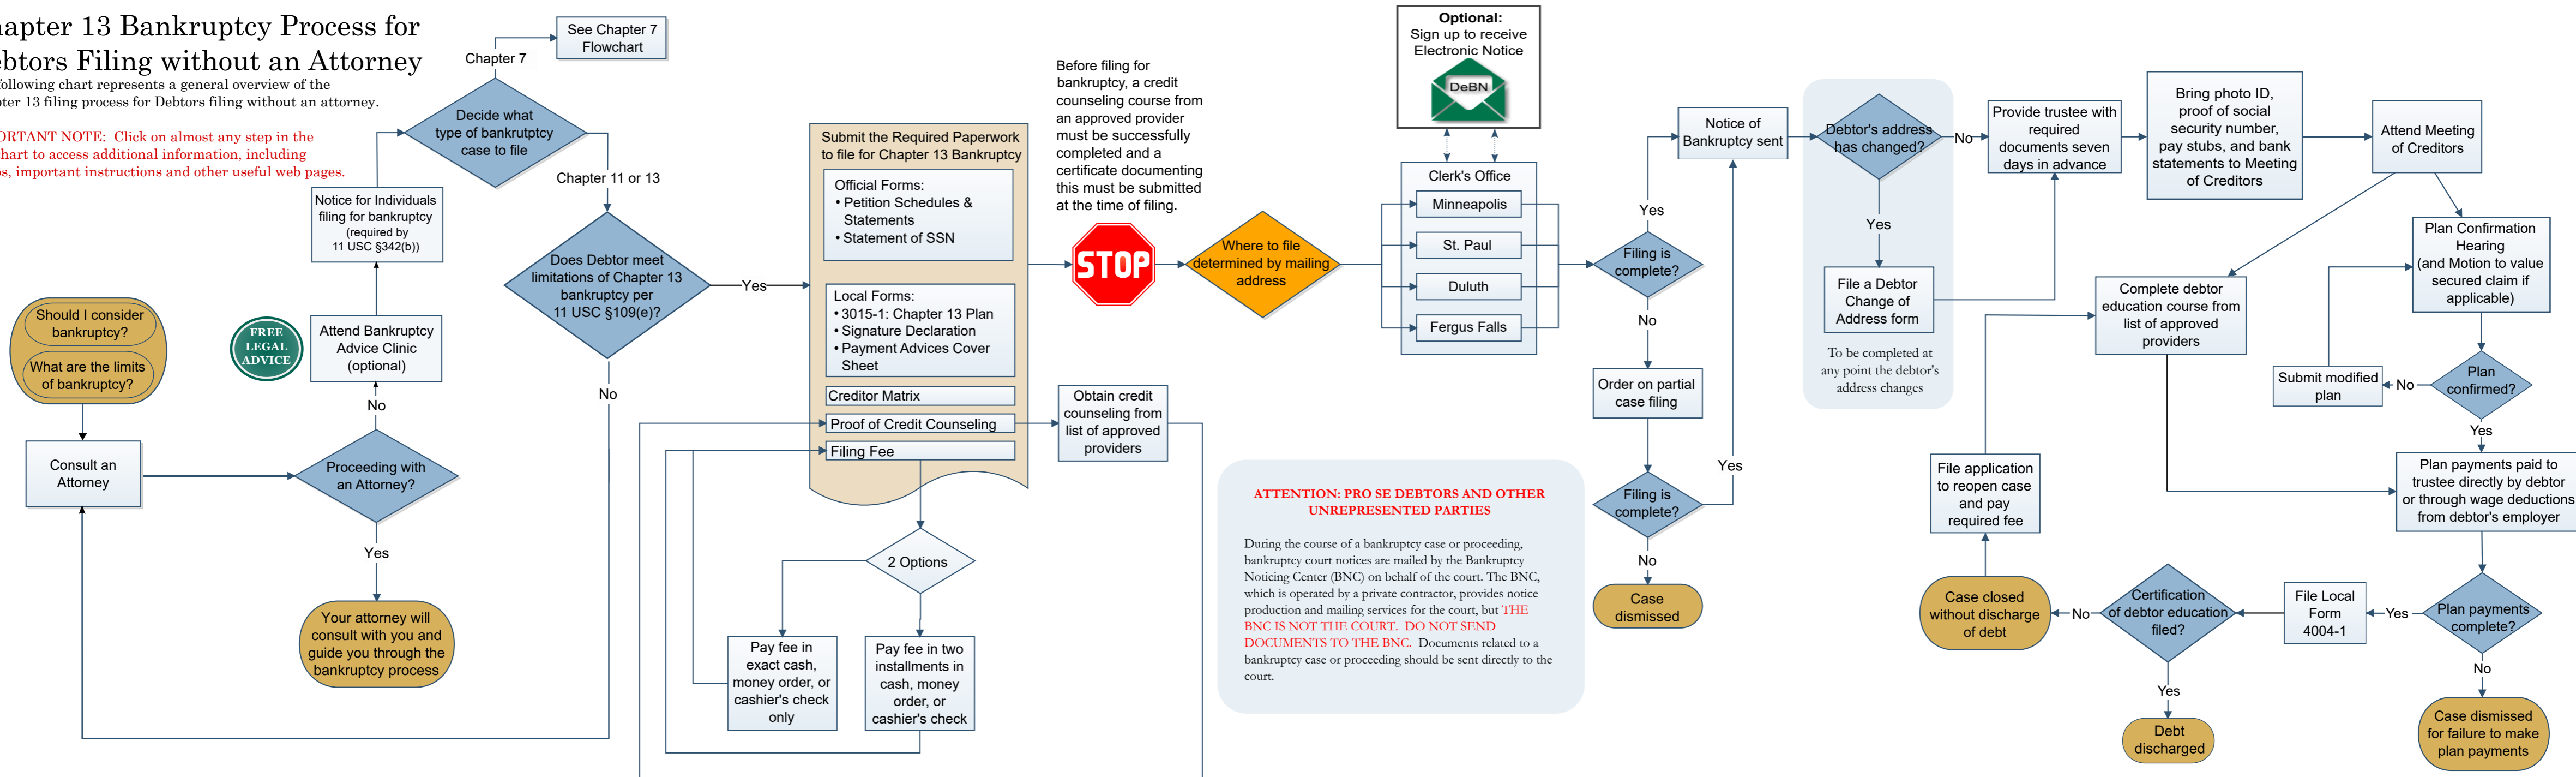 hapter 13 Bankruptcy Process for
ebtors Filing without an Attorney
following chart represents a general overview of the
pter 13 filing process for Debtors filing without an attorney.
ORTANT NOTE: Click on almost any step in the
chart to access additional information, including
s, important instructions and other useful web pages.
Should I consider
bankruptcy?
What are the limits
of bankruptcy?
Consult an
Attorney
Proceeding with
an Attorney?
Yes
Your attorney will
consult with you and
guide you through the
bankruptcy process
No
FREE
LEGAL
ADVICE
Attend Bankruptcy
Advice Clinic
(optional)
Notice for Individuals
filing for bankruptcy
(required by
11 USC §342(b))
Decide what
type of bankrutptcy
case to file
Chapter 7
See Chapter 7
Flowchart
Chapter 11 or 13
Does Debtor meet
limitations of Chapter 13
bankruptcy per
11 USC §109(e)?
No
Yes
Submit the Required Paperwork
to file for Chapter 13 Bankruptcy
Official Forms:
• Petition Schedules &
Statements
• Statement of SSN
Local Forms:
• 3015-1: Chapter 13 Plan
• Signature Declaration
• Payment Advices Cover
Sheet
Creditor Matrix
Proof of Credit Counseling
Filing Fee
2 Options
Pay fee in
exact cash,
money order, or
cashier's check
only
Pay fee in two
installments in
cash, money
order, or
cashier's check
Obtain credit
counseling from
list of approved
providers
Before filing for
bankruptcy, a credit
counseling course from
an approved provider
must be successfully
completed and a
certificate documenting
this must be submitted
at the time of filing.
STOP
Where to file
determined by mailing
address
Optional:
Sign up to receive
Electronic Notice
DeBN
Clerk's Office
Minneapolis
St. Paul
Duluth
Fergus Falls
ATTENTION: PRO SE DEBTORS AND OTHER
UNREPRESENTED PARTIES
During the course of a bankruptcy case or proceeding,
bankruptcy court notices are mailed by the Bankruptcy
Noticing Center (BNC) on behalf of the court. The BNC,
which is operated by a private contractor, provides notice
production and mailing services for the court, but THE
BNC IS NOT THE COURT. DO NOT SEND
DOCUMENTS TO THE BNC. Documents related to a
bankruptcy case or proceeding should be sent directly to the
court.
Filing is
complete?
Yes
No
Order on partial
case filing
Filing is
complete?
Yes
No
Case
dismissed
Notice of
Bankruptcy sent
Debtor's address
has changed?
No
Yes
File a Debtor
Change of
Address form
To be completed at
any point the debtor's
address changes
Provide trustee with
required
documents seven
days in advance
Bring photo ID,
proof of social
security number,
pay stubs, and bank
statements to Meeting
of Creditors
Attend Meeting
of Creditors
Plan Confirmation
Hearing
(and Motion to value
secured claim if
applicable)
Complete debtor
education course from
list of approved
providers
Plan
confirmed?
No
Submit modified
plan
Yes
Plan payments paid to
trustee directly by debtor
or through wage deductions
from debtor's employer
Plan payments
complete?
Yes
No
Case dismissed
for failure to make
plan payments
File Local
Form
4004-1
Certification
of debtor education
filed?
Yes
Debt
discharged
No
Case closed
without discharge
of debt
File application
to reopen case
and pay
required fee